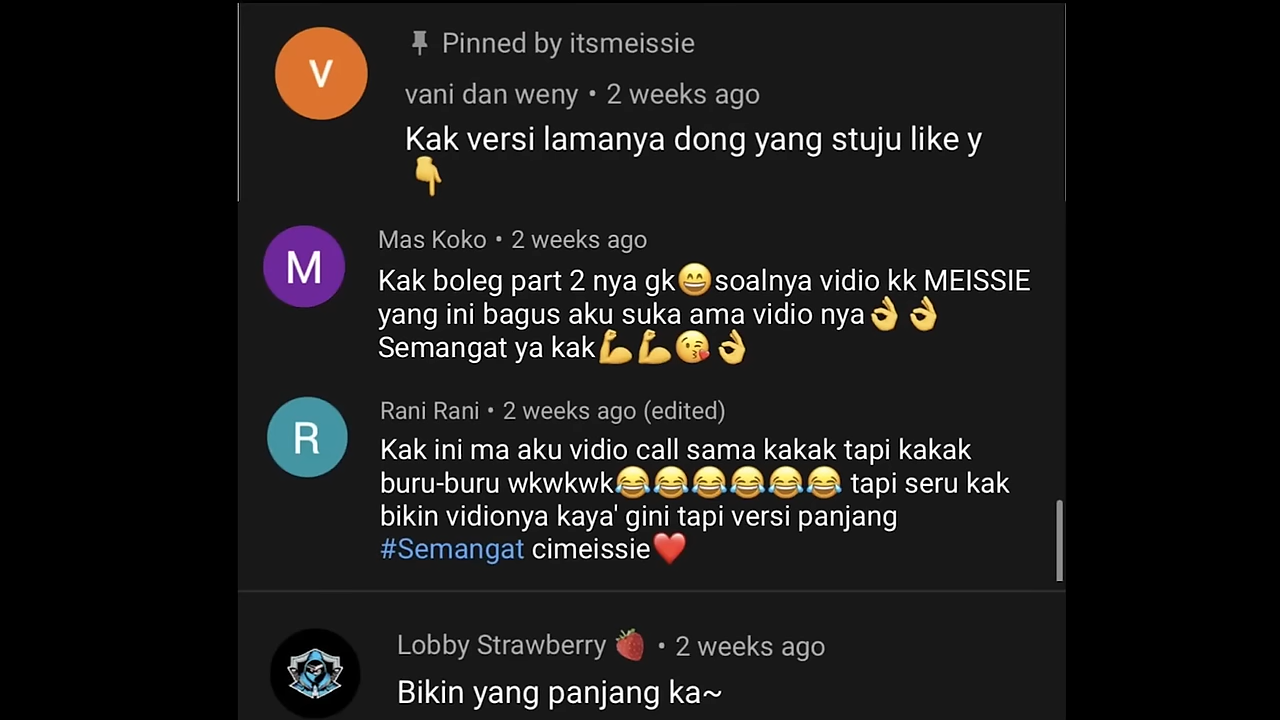 V
Pinned by itsmeissie
vani dan weny • 2 weeks ago
Kak versi lamanya dong yang stuju like y
👇
M
Mas Koko • 2 weeks ago
Kak boleg part 2 nya gk😄soalnya vidio kk MEISSIE
yang ini bagus aku suka ama vidio nya👌👌
Semangat ya kak💪💪😘👌
R
Rani Rani • 2 weeks ago (edited)
Kak ini ma aku vidio call sama kakak tapi kakak
buru-buru wkwkwk😂😂😂😂😂😂 tapi seru kak
bikin vidionya kaya' gini tapi versi panjang
#Semangat cimeissie❤️
Lobby Strawberry 🍓 • 2 weeks ago
Bikin yang panjang ka~